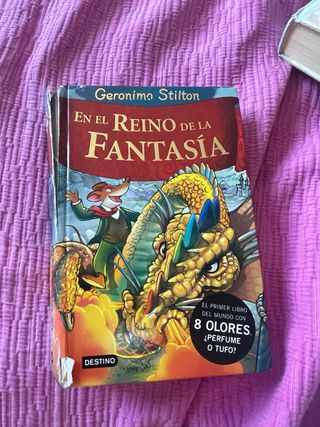 Geronimo Stilton
EN EL REINO DE LA
FANTASÍA
EL PRIMER LIBRO
DEL MUNDO CON
8 OLORES
¿PERFUME
O TUFO?
DESTINO